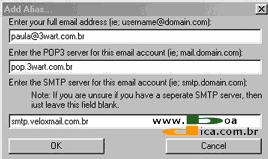 Add Alias...
Enter your full email address (ie; username@domain.com):
paula@3wart.com.br
Enter the POP3 server for this email account (ie; mail.domain.com):
pop.3wart.com.br
Enter the SMTP server for this email account (ie; smtp.domain.com):
Note: If you are unsure if you have a seperate SMTP server, then
just leave this field blank.
smtp.veloxmail.com.br
www.boa
dica.com.br
OK
Cancel